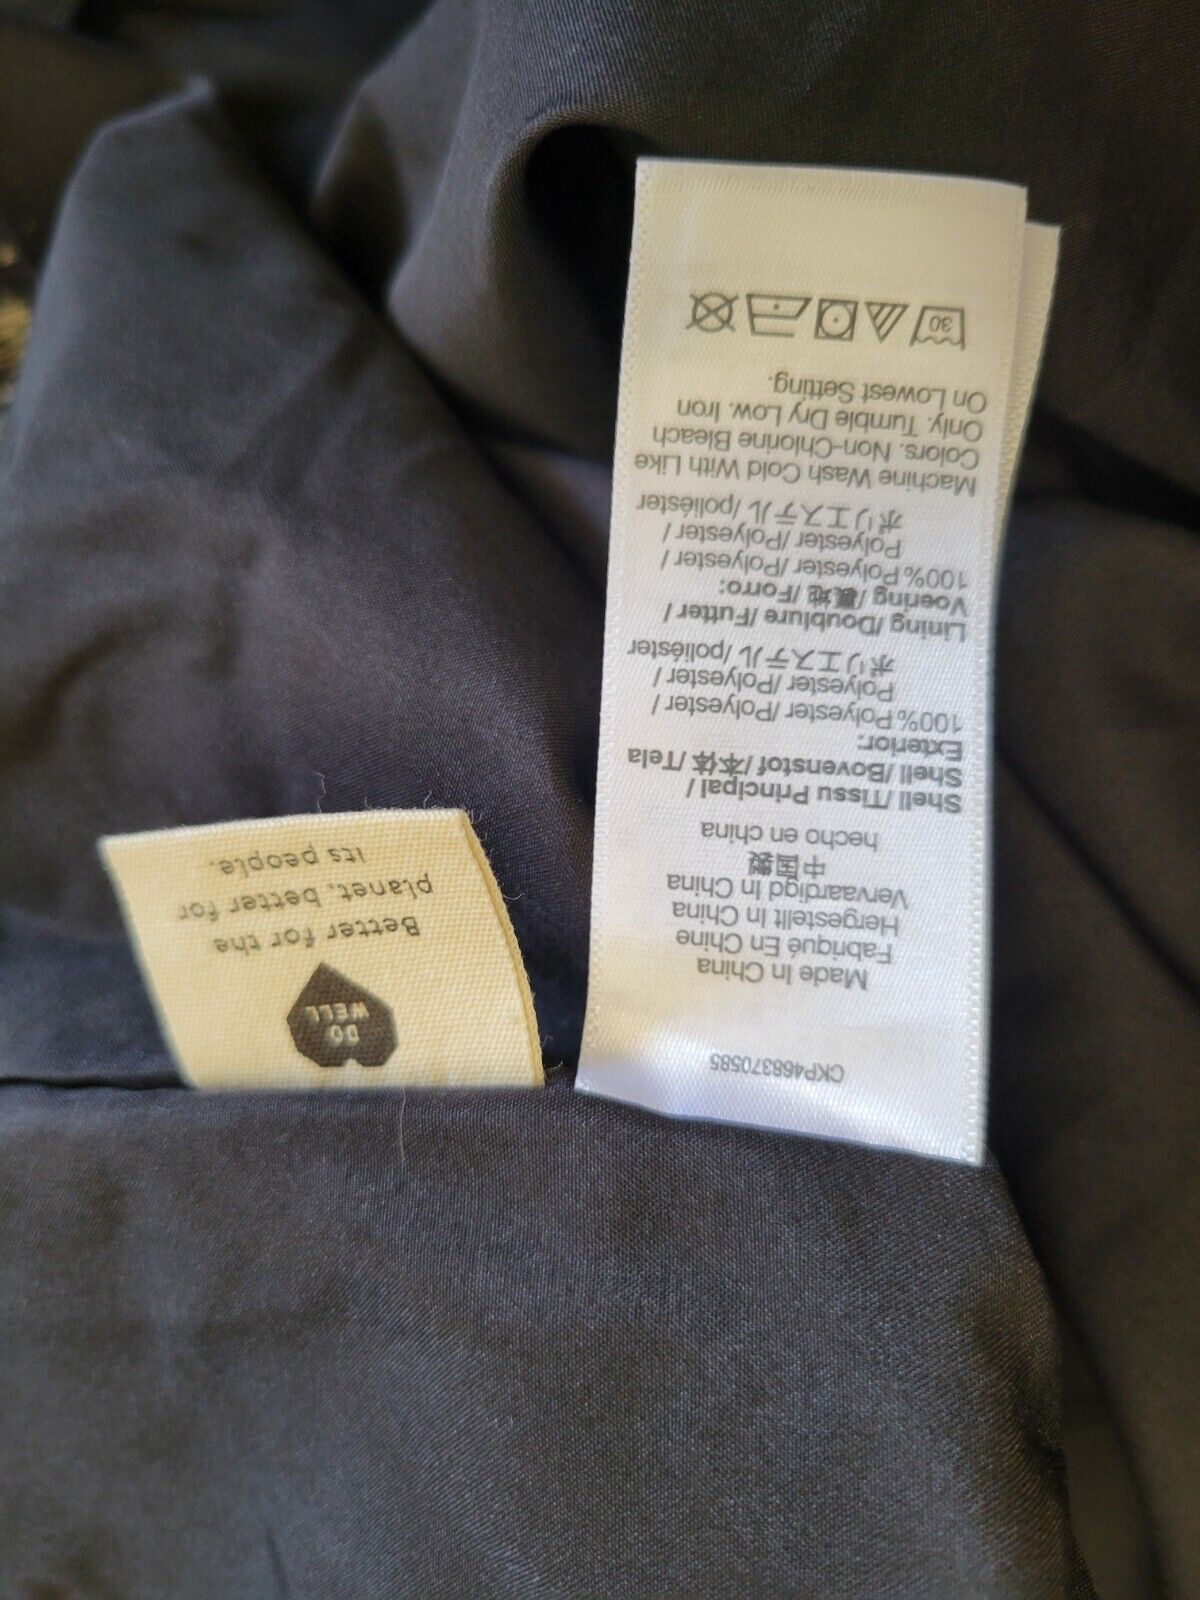 CKP468370585
Made In China
Fabriqué En Chine
Hergestellt In China
Vervaardigd In China
中国製
hecho en china
Shell /Tissu Principal /
Shell /Bovenstof /本体 /Tela
Exterior:
100% Polyester /Polyester /
Polyester /Polyester /
ポリエステル /poliéster
Lining /Doublure /Futter /
Voering /裏地 /Forro:
100% Polyester /Polyester /
Polyester /Polyester /
ポリエステル /poliéster
Machine Wash Cold With Like
Colors. Non-Chlorine Bleach
Only. Tumble Dry Low. Iron
On Lowest Setting.
30
DO
WELL
Better for the
planet, better for
its people.